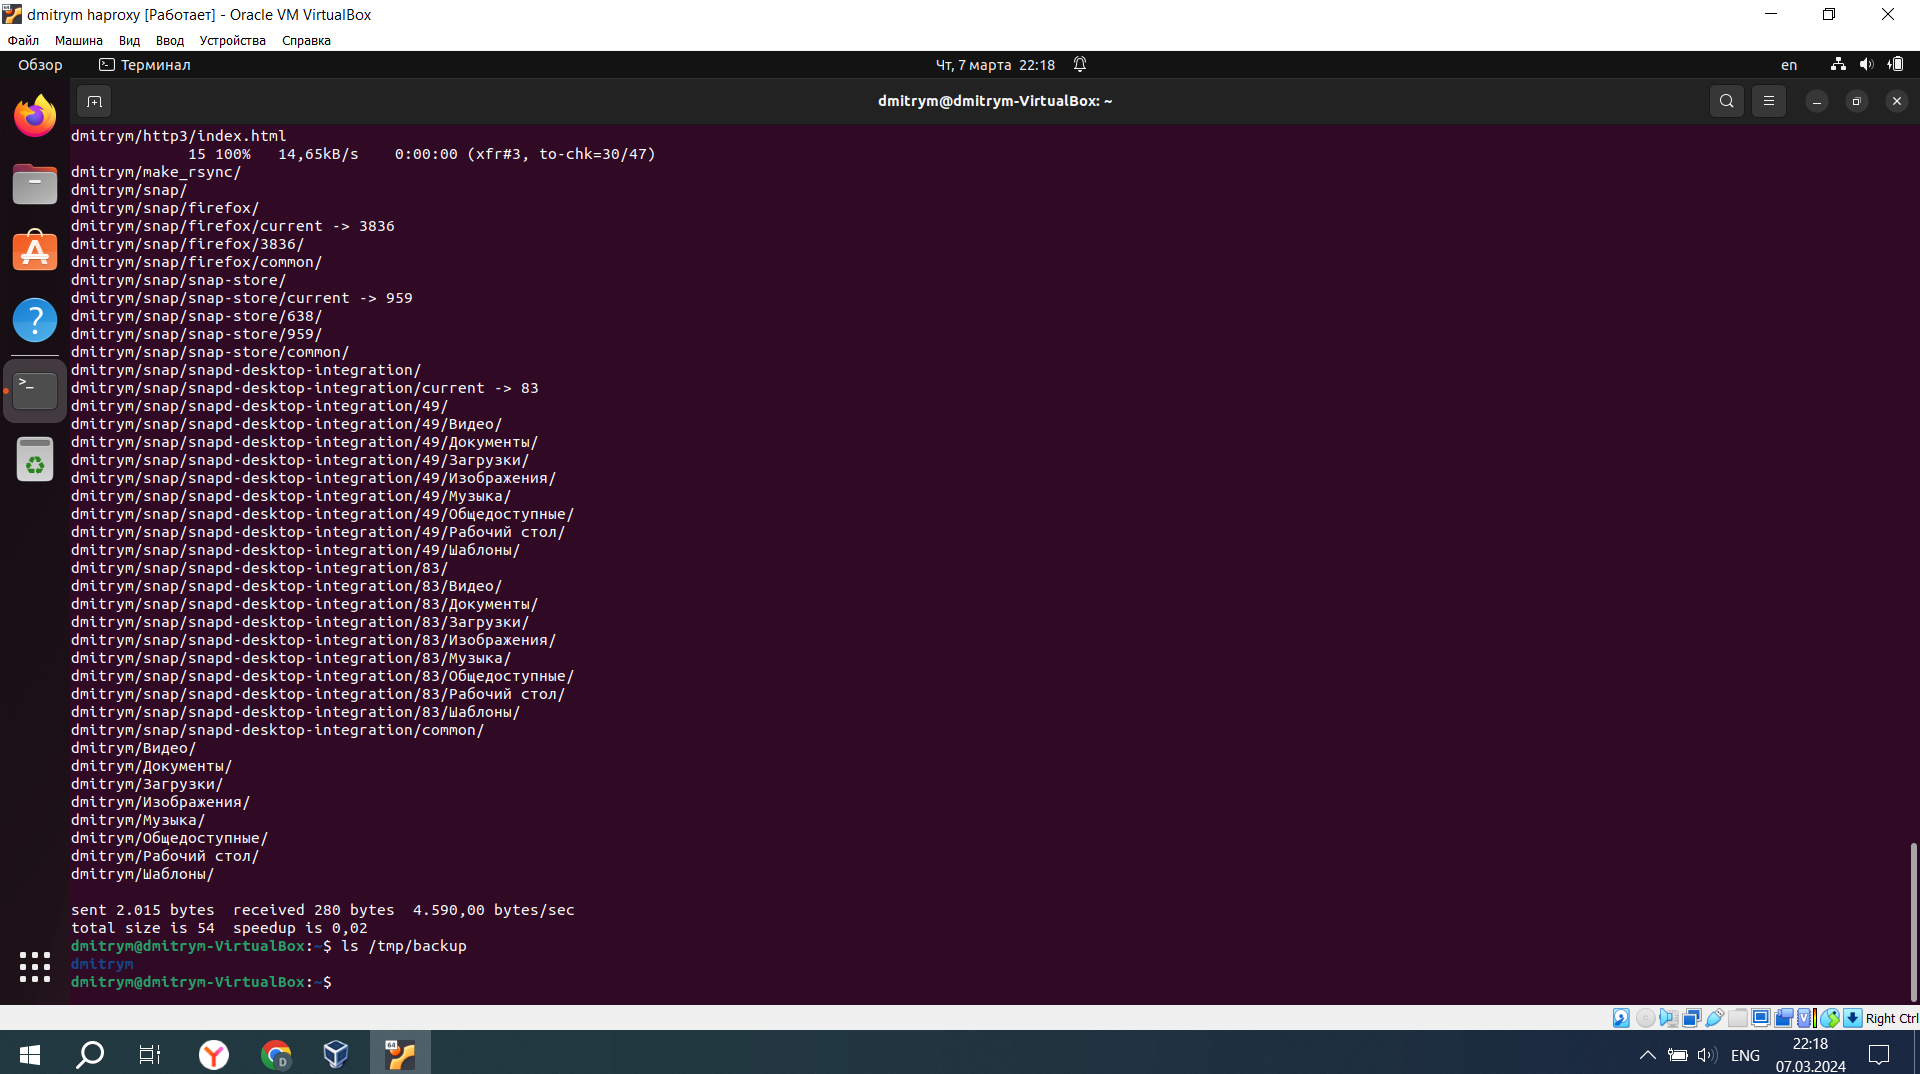 dmitrym haproxy [Работает] - Oracle VM VirtualBox
Файл Машина Вид Ввод Устройства Справка
Обзор Терминал Чт, 7 марта 22:18 en
dmitrym@dmitrym-VirtualBox: ~
dmitrym/http3/index.html
15 100% 14,65kB/s 0:00:00 (xfr#3, to-chk=30/47)
dmitrym/make_rsync/
dmitrym/snap/
dmitrym/snap/firefox/
dmitrym/snap/firefox/current -> 3836
dmitrym/snap/firefox/3836/
dmitrym/snap/firefox/common/
dmitrym/snap/snap-store/
dmitrym/snap/snap-store/current -> 959
dmitrym/snap/snap-store/638/
dmitrym/snap/snap-store/959/
dmitrym/snap/snap-store/common/
dmitrym/snap/snapd-desktop-integration/
dmitrym/snap/snapd-desktop-integration/current -> 83
dmitrym/snap/snapd-desktop-integration/49/
dmitrym/snap/snapd-desktop-integration/49/Видео/
dmitrym/snap/snapd-desktop-integration/49/Документы/
dmitrym/snap/snapd-desktop-integration/49/Загрузки/
dmitrym/snap/snapd-desktop-integration/49/Изображения/
dmitrym/snap/snapd-desktop-integration/49/Музыка/
dmitrym/snap/snapd-desktop-integration/49/Общедоступные/
dmitrym/snap/snapd-desktop-integration/49/Рабочий стол/
dmitrym/snap/snapd-desktop-integration/49/Шаблоны/
dmitrym/snap/snapd-desktop-integration/83/
dmitrym/snap/snapd-desktop-integration/83/Видео/
dmitrym/snap/snapd-desktop-integration/83/Документы/
dmitrym/snap/snapd-desktop-integration/83/Загрузки/
dmitrym/snap/snapd-desktop-integration/83/Изображения/
dmitrym/snap/snapd-desktop-integration/83/Музыка/
dmitrym/snap/snapd-desktop-integration/83/Общедоступные/
dmitrym/snap/snapd-desktop-integration/83/Рабочий стол/
dmitrym/snap/snapd-desktop-integration/83/Шаблоны/
dmitrym/snap/snapd-desktop-integration/common/
dmitrym/Видео/
dmitrym/Документы/
dmitrym/Загрузки/
dmitrym/Изображения/
dmitrym/Музыка/
dmitrym/Общедоступные/
dmitrym/Рабочий стол/
dmitrym/Шаблоны/
sent 2.015 bytes received 280 bytes 4.590,00 bytes/sec
total size is 54 speedup is 0,02
dmitrym@dmitrym-VirtualBox:~$ ls /tmp/backup
dmitrym
dmitrym@dmitrym-VirtualBox:~$
Right Ctrl
ENG
22:18
07.03.2024